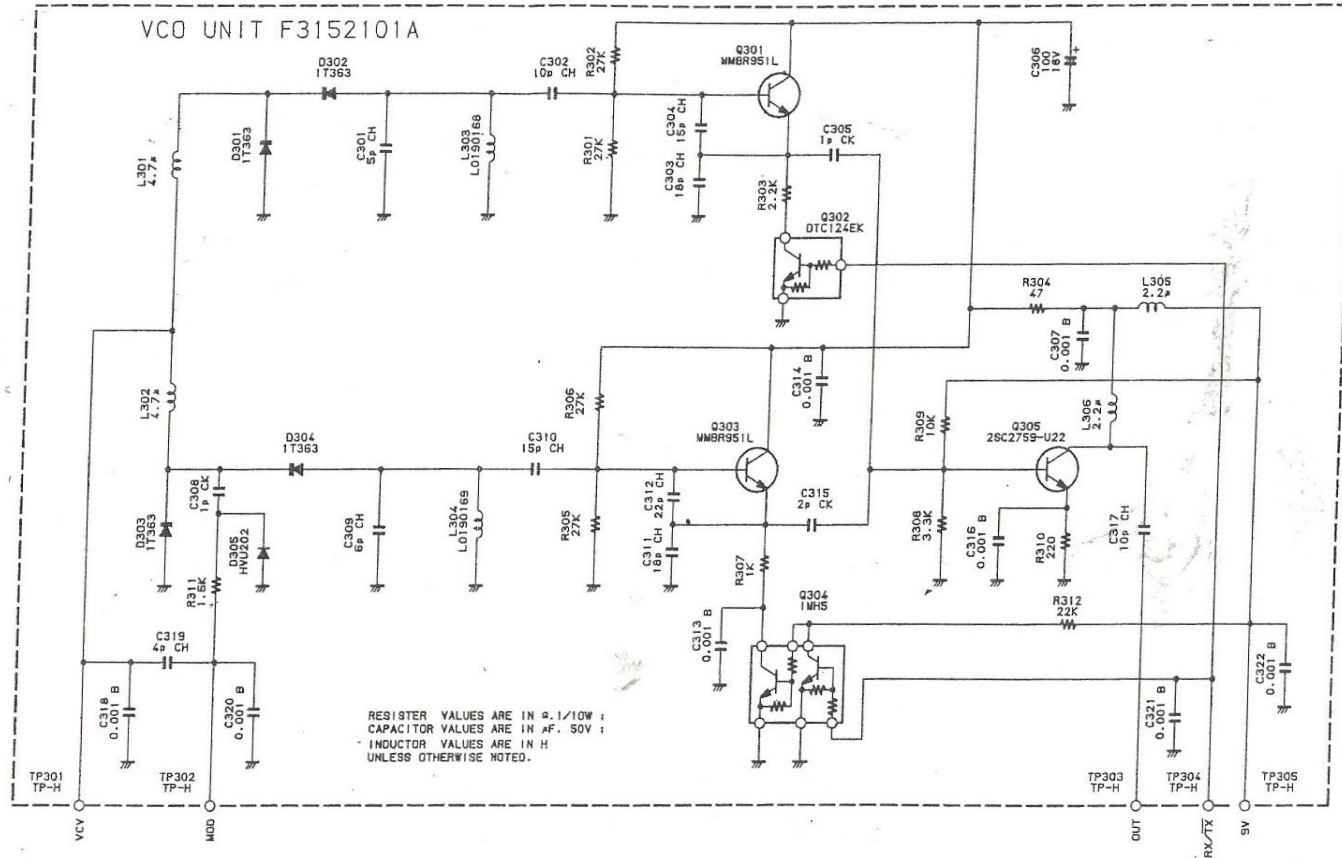 VCO UNIT F3152101A
D302
1T363
C302
10p CH
R302
27K
Q301
MMBR951L
C306
100
16V
+
L301
4.7µ
D301
1T363
C301
5p CH
L303
L0190168
R301
27K
C304
15p CH
C303
18p CH
C305
1p CK
R303
2.2K
Q302
DTC124EK
R304
47
L305
2.2µ
C307
0.001 B
L302
4.7µ
R306
27K
C314
0.001 B
R309
10K
L306
2.2µ
D304
1T363
C310
15p CH
Q303
MMBR951L
Q305
2SC2759-U22
C308
1p CK
D303
1T363
D305
HVU202
R311
1.5K
C309
6p CH
L304
L0190169
R305
27K
C312
22p CH
C311
18p CH
C315
2p CK
R307
1K
R308
3.3K
C316
0.001 B
R310
220
C317
10p CH
Q304
IMH5
R312
22K
C313
0.001 B
C319
4p CH
C318
0.001 B
C320
0.001 B
C321
0.001 B
C322
0.001 B
RESISTER VALUES ARE IN Ω.1/10W ;
CAPACITOR VALUES ARE IN µF. 50V ;
INDUCTOR VALUES ARE IN H
UNLESS OTHERWISE NOTED.
TP301
TP-H
TP302
TP-H
TP303
TP-H
TP304
TP-H
TP305
TP-H
VCV
MOD
OUT
RX/TX
9V